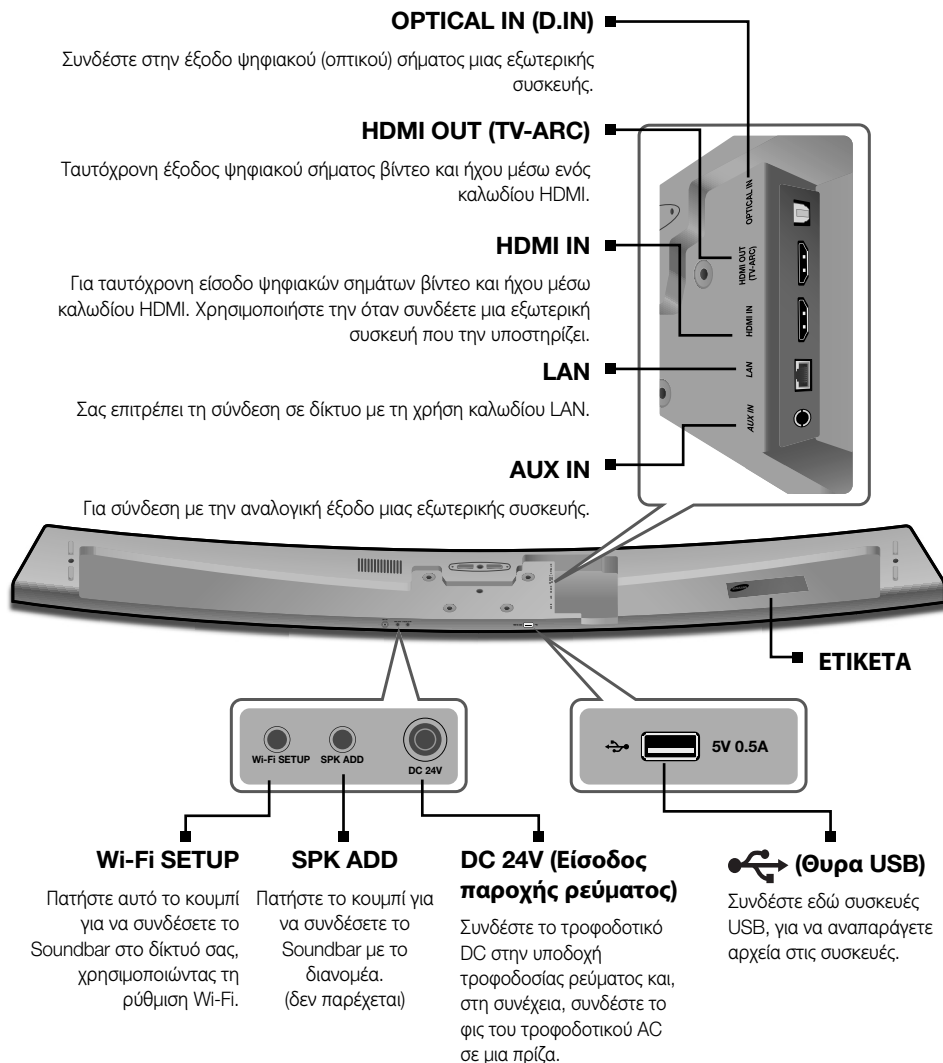 OPTICAL IN (D.IN)
Συνδέστε στην έξοδο ψηφιακού (οπτικού) σήματος μιας εξωτερικής
συσκευής.
HDMI OUT (TV-ARC)
Ταυτόχρονη έξοδος ψηφιακού σήματος βίντεο και ήχου μέσω ενός
καλωδίου HDMI.
HDMI IN
Για ταυτόχρονη είσοδο ψηφιακών σημάτων βίντεο και ήχου μέσω
καλωδίου HDMI. Χρησιμοποιήστε την όταν συνδέετε μια εξωτερική
συσκευή που την υποστηρίζει.
LAN
Σας επιτρέπει τη σύνδεση σε δίκτυο με τη χρήση καλωδίου LAN.
AUX IN
Για σύνδεση με την αναλογική έξοδο μιας εξωτερικής συσκευής.
OPTICAL IN
HDMI OUT
(TV-ARC)
HDMI IN
LAN
AUX IN
ΕΤΙΚΕΤΑ
Wi-Fi SETUP
SPK ADD
DC 24V
5V 0.5A
Wi-Fi SETUP
Πατήστε αυτό το κουμπί
για να συνδέσετε το
Soundbar στο δίκτυό σας,
χρησιμοποιώντας τη
ρύθμιση Wi-Fi.
SPK ADD
Πατήστε το κουμπί για
να συνδέσετε το
Soundbar με το
διανομέα.
(δεν παρέχεται)
DC 24V (Είσοδος
παροχής ρεύματος)
Συνδέστε το τροφοδοτικό
DC στην υποδοχή
τροφοδοσίας ρεύματος και,
στη συνέχεια, συνδέστε το
φις του τροφοδοτικού AC
σε μια πρίζα.
(Θυρα USB)
Συνδέστε εδώ συσκευές
USB, για να αναπαράγετε
αρχεία στις συσκευές.